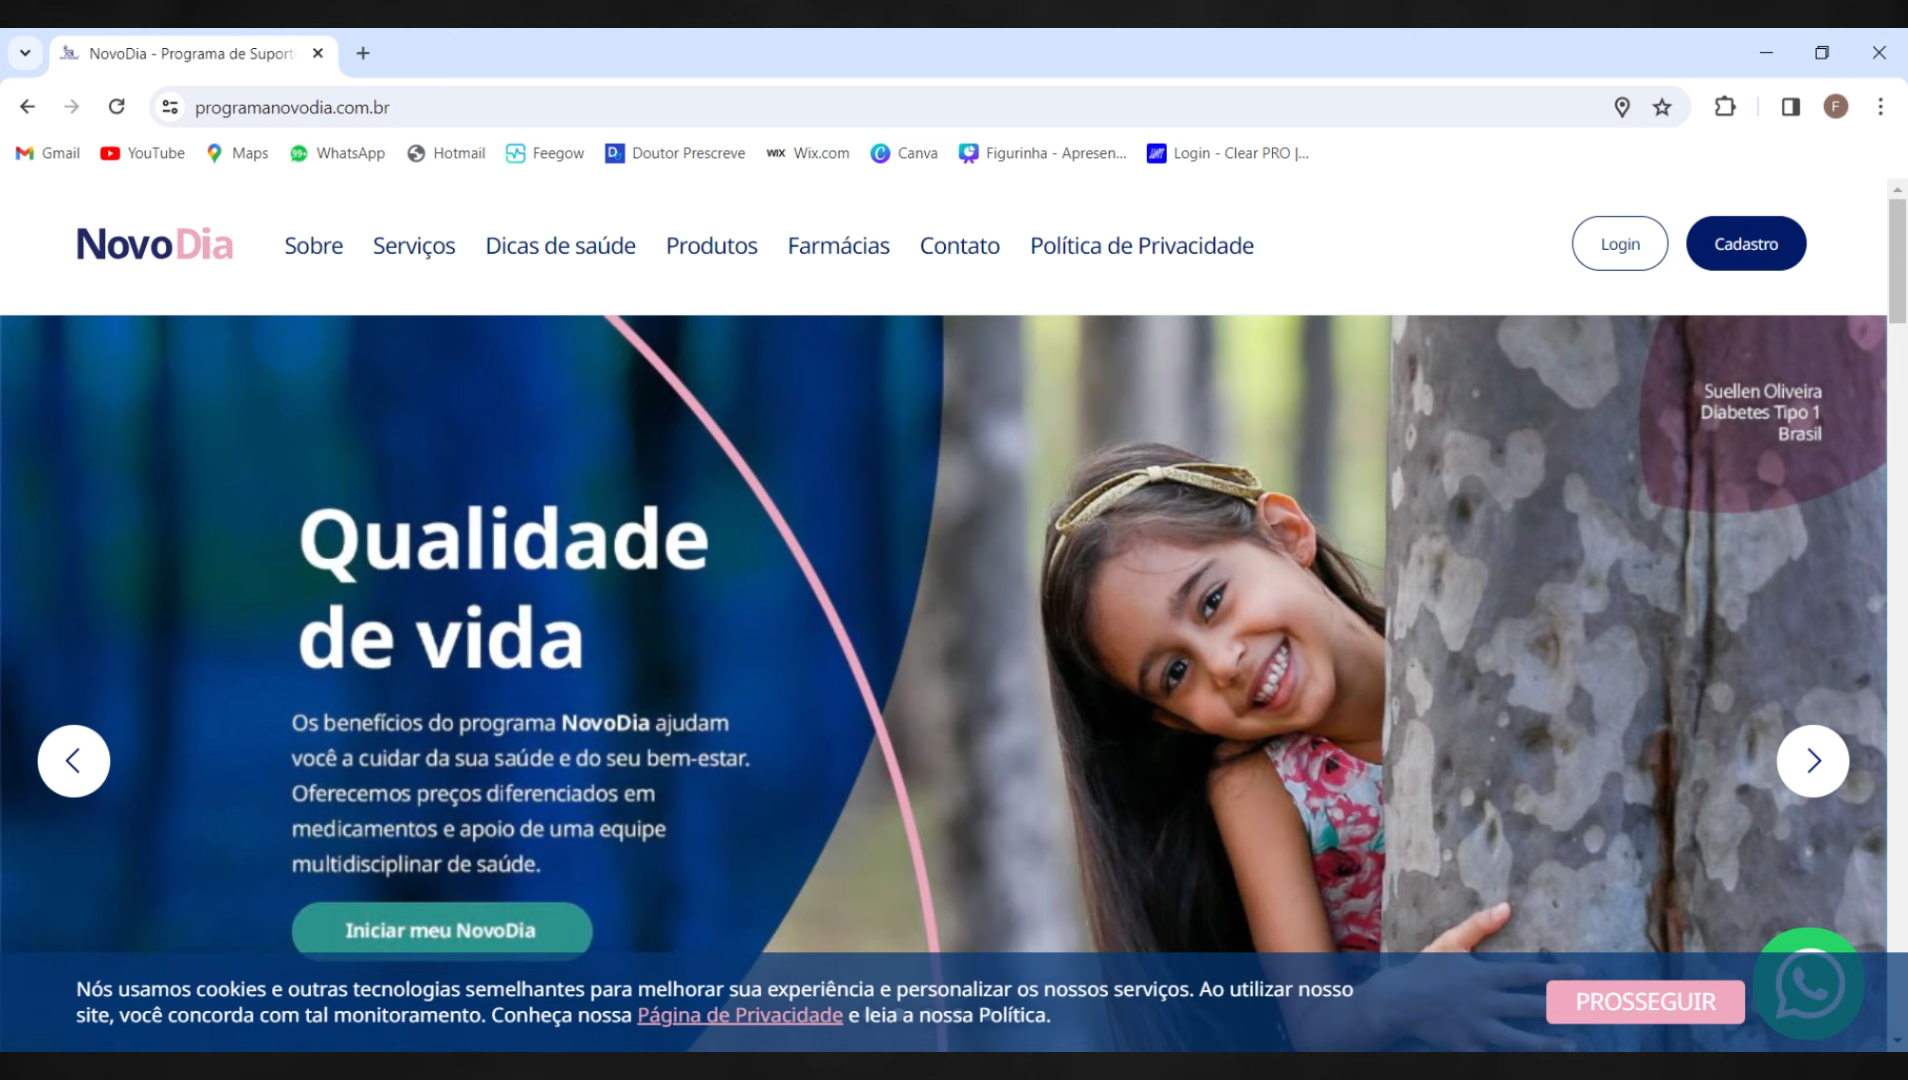 NovoDia - Programa de Suport
programanovodia.com.br
F
Gmail YouTube Maps WhatsApp Hotmail Feegow Doutor Prescreve WIX Wix.com Canva Figurinha - Apresen... Login - Clear PRO |...
NovoDia Sobre Serviços Dicas de saúde Produtos Farmácias Contato Política de Privacidade Login Cadastro
Suellen Oliveira
Diabetes Tipo 1
Brasil
Qualidade
de vida
Os benefícios do programa NovoDia ajudam
você a cuidar da sua saúde e do seu bem-estar.
Oferecemos preços diferenciados em
medicamentos e apoio de uma equipe
multidisciplinar de saúde.
Iniciar meu NovoDia
Nós usamos cookies e outras tecnologias semelhantes para melhorar sua experiência e personalizar os nossos serviços. Ao utilizar nosso
site, você concorda com tal monitoramento. Conheça nossa Página de Privacidade e leia a nossa Política.
PROSSEGUIR